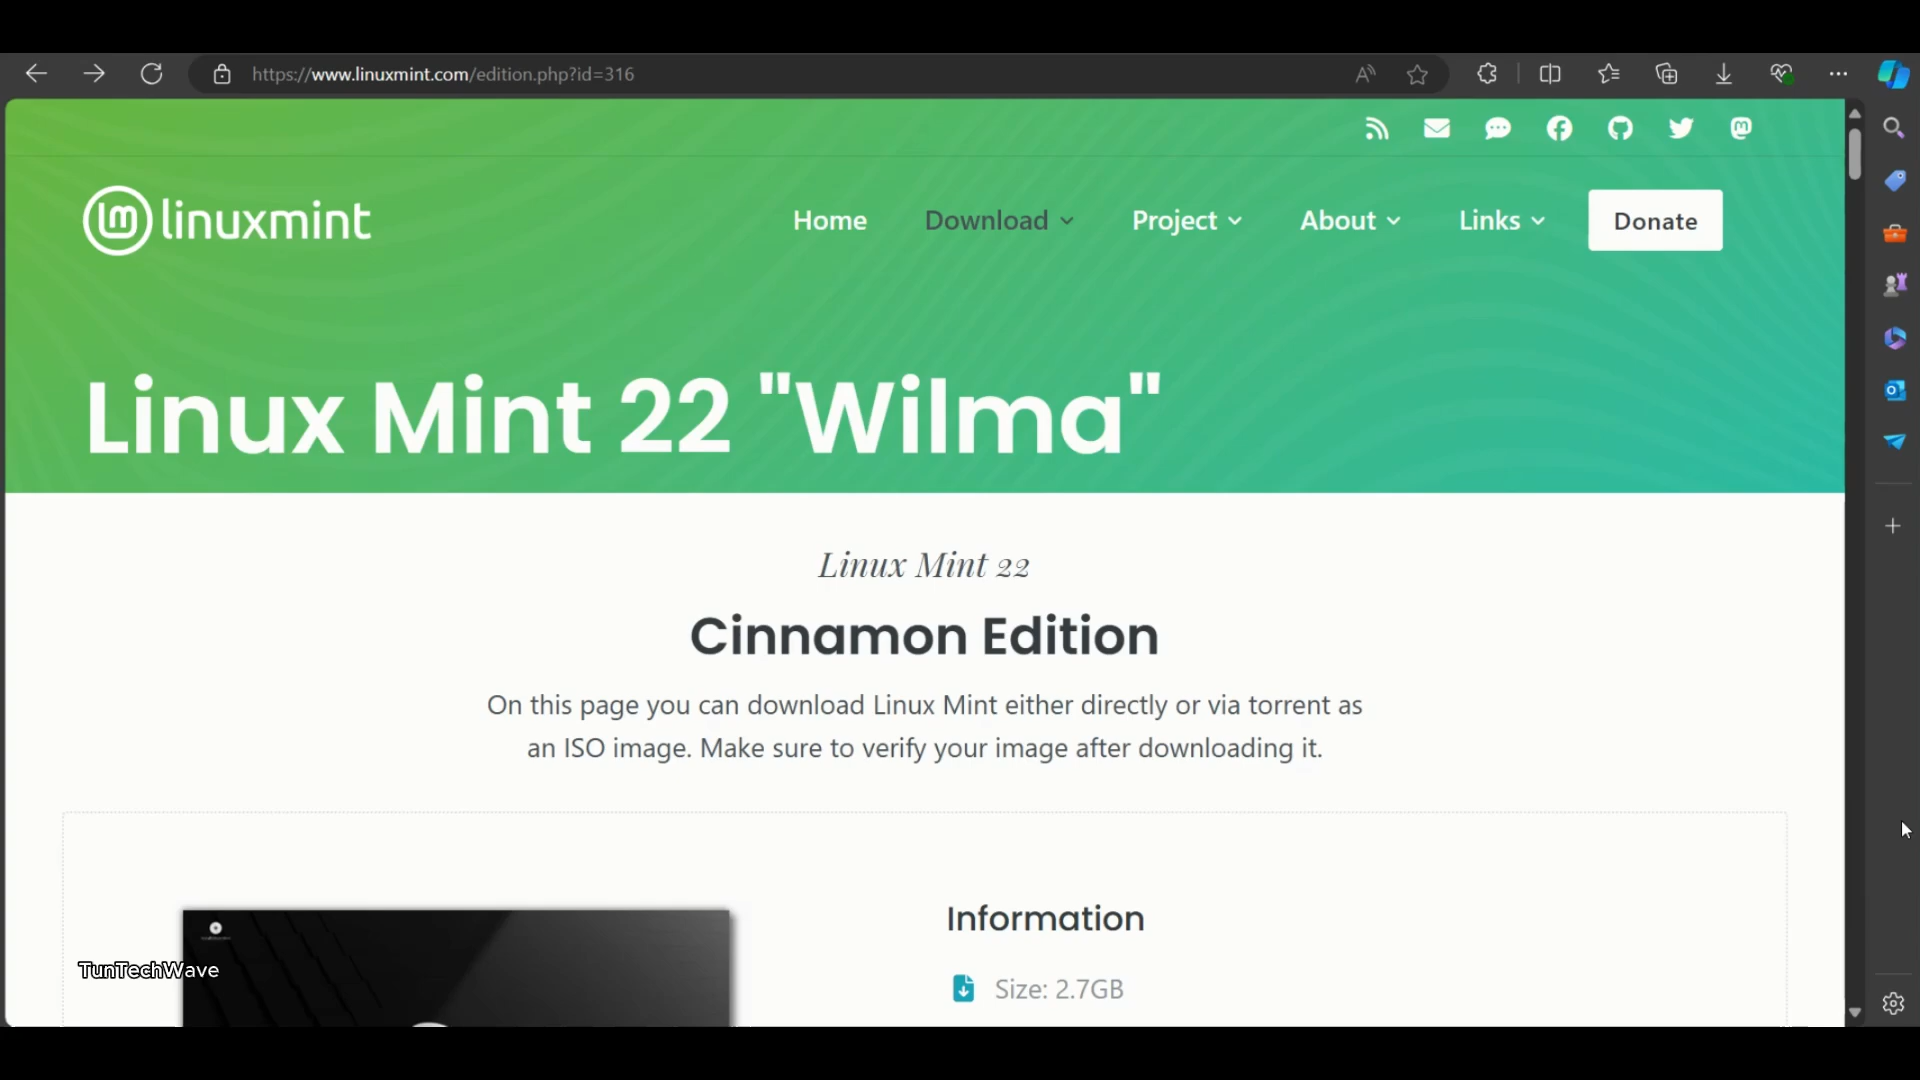 https://www.linuxmint.com/edition.php?id=316
linuxmint
Home
Download
Project
About
Links
Donate
Linux Mint 22 "Wilma"
Linux Mint 22
Cinnamon Edition
On this page you can download Linux Mint either directly or via torrent as
an ISO image. Make sure to verify your image after downloading it.
Information
Size: 2.7GB
TunTechWave